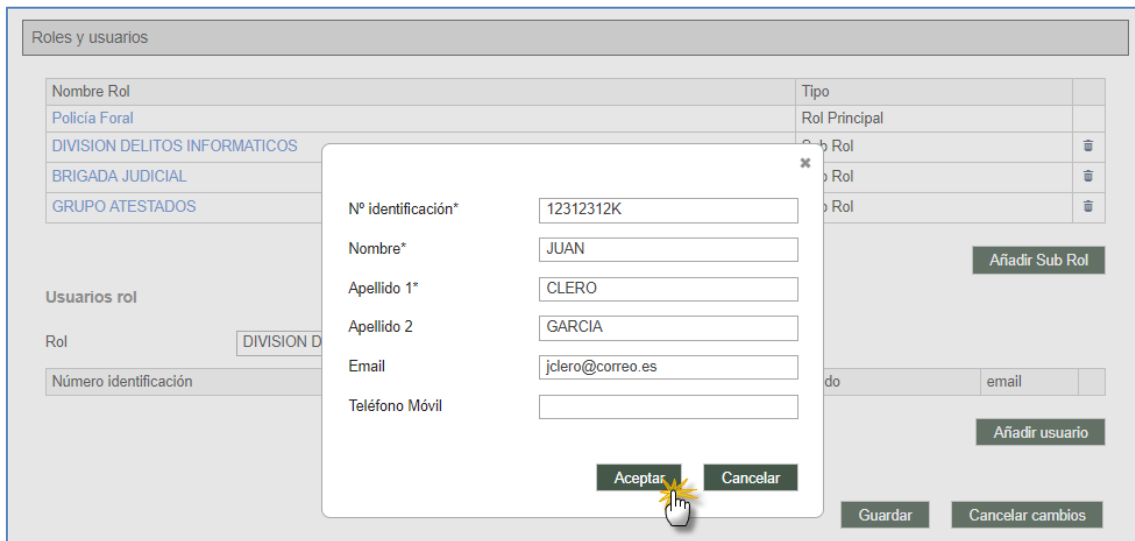 Roles y usuarios
Nombre Rol Tipo
Policía Foral Rol Principal
DIVISION DELITOS INFORMATICOS Sub Rol
BRIGADA JUDICIAL Rol
GRUPO ATESTADOS Rol
Añadir Sub Rol
Usuarios rol
Rol DIVISION D
Número identificación do email
Añadir usuario
Guardar Cancelar cambios
Nº identificación* 12312312K
Nombre* JUAN
Apellido 1* CLERO
Apellido 2 GARCIA
Email jclero@correo.es
Teléfono Móvil
Aceptar Cancelar